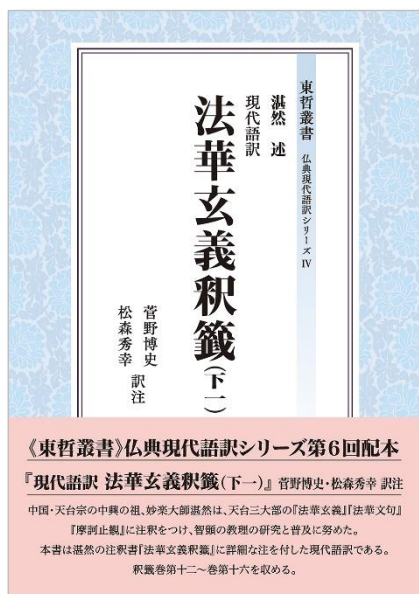 東哲叢書 仏典現代語訳シリーズⅣ
湛然 述
現代語訳
法華玄義釈籤(下一)
菅野博史
松森秀幸 訳注
《東哲叢書》仏典現代語訳シリーズ第6回配本
『現代語訳 法華玄義釈籤(下一)』 菅野博史・松森秀幸 訳注
中国・天台宗の中興の祖、妙楽大師湛然は、天台三大部の『法華玄義』『法華文句』
『摩訶止観』に注釈をつけ、智顗の教理の研究と普及に努めた。
本書は湛然の注釈書『法華玄義釈籤』に詳細な注を付した現代語訳である。
釈籤巻第十二～巻第十六を収める。